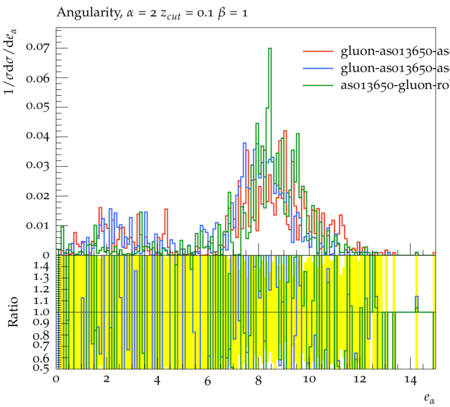 Angularity, α = 2 z_cut = 0.1 β = 1
1/σdσ/de_α
0.07
0.06
0.05
0.04
0.03
0.02
0.01
0
gluon-as013650-as
gluon-as013650-as
as013650-gluon-ro
Ratio
1.4
1.3
1.2
1.1
1.0
0.9
0.8
0.7
0.6
0.5
0 2 4 6 8 10 12 14
e_α